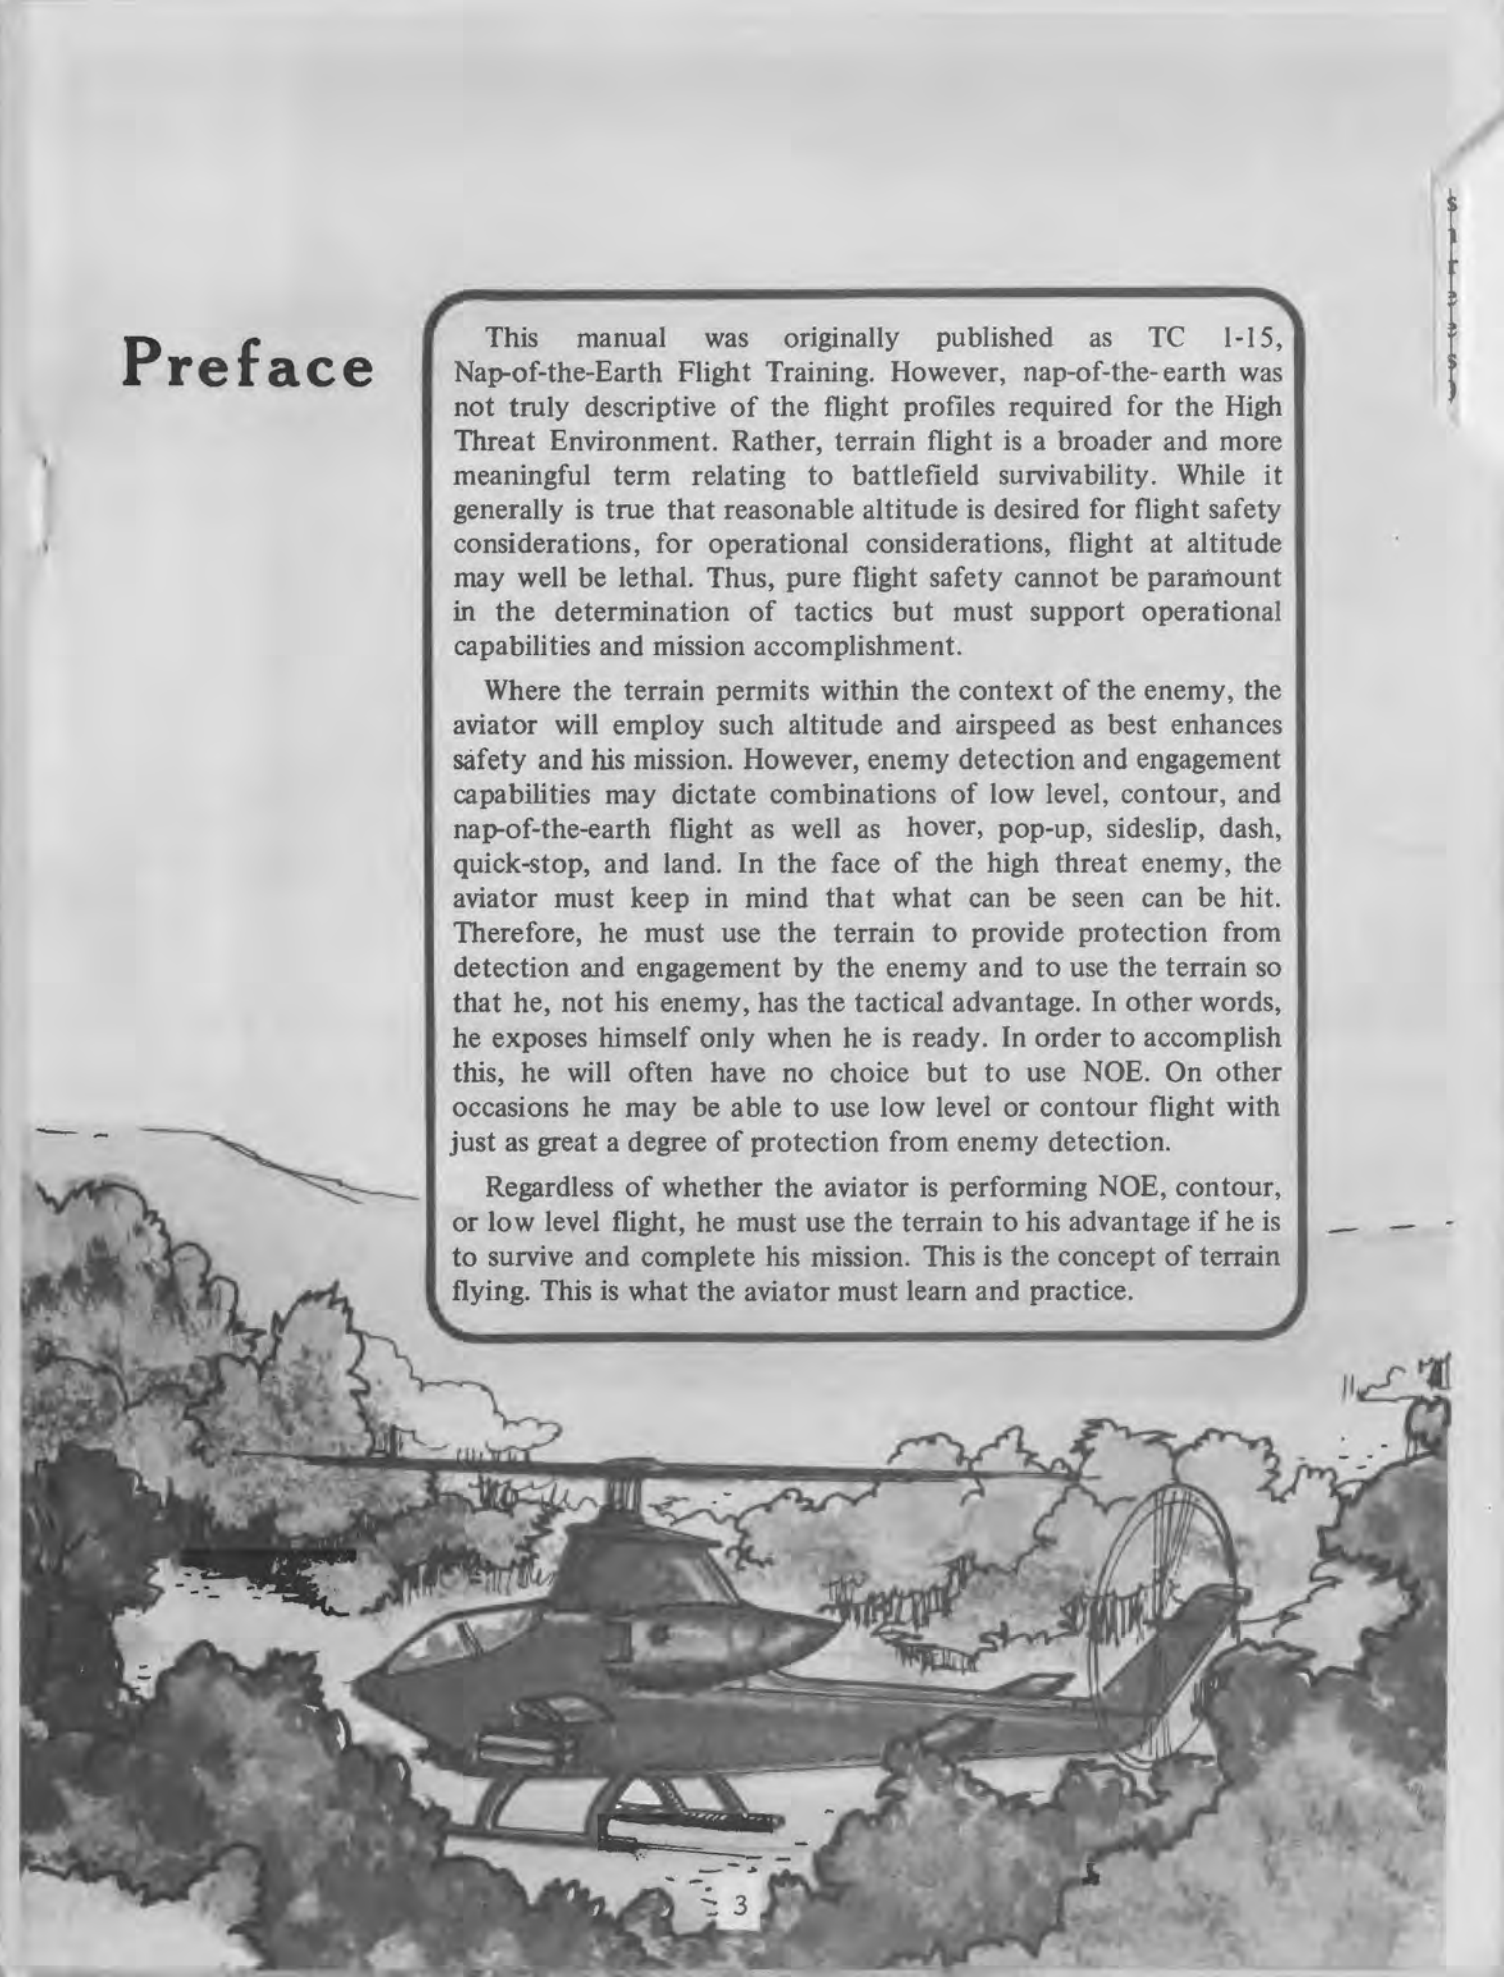 Preface
This manual was originally published as TC 1-15,
Nap-of-the-Earth Flight Training. However, nap-of-the-earth was
not truly descriptive of the flight profiles required for the High
Threat Environment. Rather, terrain flight is a broader and more
meaningful term relating to battlefield survivability. While it
generally is true that reasonable altitude is desired for flight safety
considerations, for operational considerations, flight at altitude
may well be lethal. Thus, pure flight safety cannot be paramount
in the determination of tactics but must support operational
capabilities and mission accomplishment.
Where the terrain permits within the context of the enemy, the
aviator will employ such altitude and airspeed as best enhances
safety and his mission. However, enemy detection and engagement
capabilities may dictate combinations of low level, contour, and
nap-of-the-earth flight as well as hover, pop-up, sideslip, dash,
quick-stop, and land. In the face of the high threat enemy, the
aviator must keep in mind that what can be seen can be hit.
Therefore, he must use the terrain to provide protection from
detection and engagement by the enemy and to use the terrain so
that he, not his enemy, has the tactical advantage. In other words,
he exposes himself only when he is ready. In order to accomplish
this, he will often have no choice but to use NOE. On other
occasions he may be able to use low level or contour flight with
just as great a degree of protection from enemy detection.
Regardless of whether the aviator is performing NOE, contour,
or low level flight, he must use the terrain to his advantage if he is
to survive and complete his mission. This is the concept of terrain
flying. This is what the aviator must learn and practice.
3